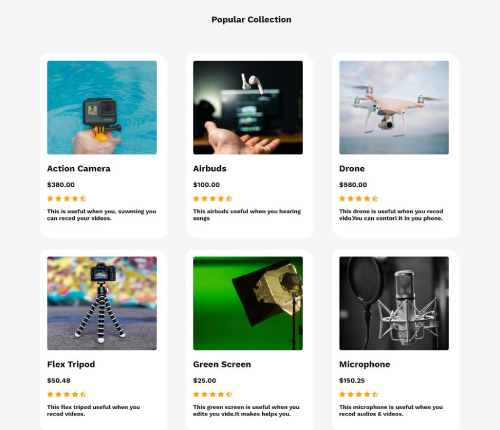 Popular Collection
Action Camera
$380.00
This is useful when you, suwming you
can recod your videos.
Airbuds
$100.00
This airbuds useful when you hearing
songs
Drone
$980.00
This drone is useful when you recod
vido.You can contorl it in you phone.
Flex Tripod
$50.48
This flex tripod useful when you
recod videos.
Green Screen
$25.00
This green screen is useful when you
edite you vide.It makes helps you.
Microphone
$150.25
This microphone is useful when you
recod audios & videos.